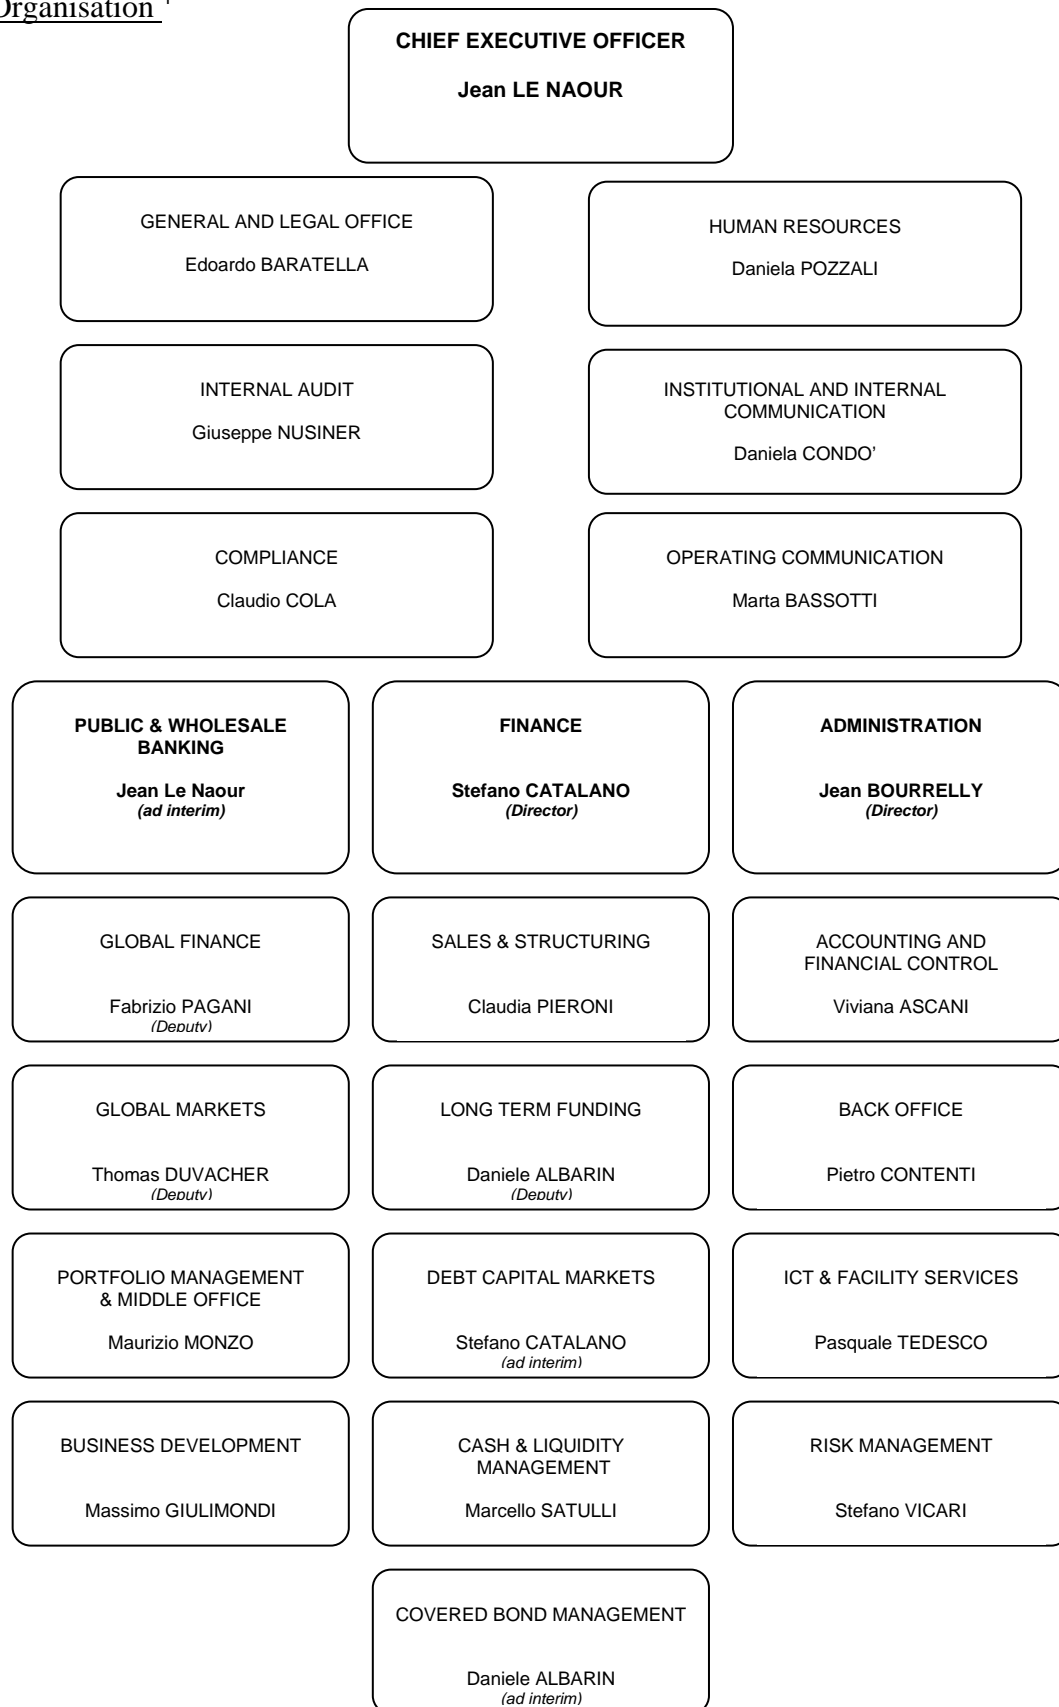 Organisation
CHIEF EXECUTIVE OFFICER
Jean LE NAOUR
GENERAL AND LEGAL OFFICE
Edoardo BARATELLA
HUMAN RESOURCES
Daniela POZZALI
INTERNAL AUDIT
Giuseppe NUSINER
INSTITUTIONAL AND INTERNAL
COMMUNICATION
Daniela CONDO’
COMPLIANCE
Claudio COLA
OPERATING COMMUNICATION
Marta BASSOTTI
PUBLIC & WHOLESALE
BANKING
Jean Le Naour
(ad interim)
FINANCE
Stefano CATALANO
(Director)
ADMINISTRATION
Jean BOURRELLY
(Director)
GLOBAL FINANCE
Fabrizio PAGANI
(Deputy)
SALES & STRUCTURING
Claudia PIERONI
ACCOUNTING AND
FINANCIAL CONTROL
Viviana ASCANI
GLOBAL MARKETS
Thomas DUVACHER
(Deputy)
LONG TERM FUNDING
Daniele ALBARIN
(Deputy)
BACK OFFICE
Pietro CONTENTI
PORTFOLIO MANAGEMENT
& MIDDLE OFFICE
Maurizio MONZO
DEBT CAPITAL MARKETS
Stefano CATALANO
(ad interim)
ICT & FACILITY SERVICES
Pasquale TEDESCO
BUSINESS DEVELOPMENT
Massimo GIULIMONDI
CASH & LIQUIDITY
MANAGEMENT
Marcello SATULLI
RISK MANAGEMENT
Stefano VICARI
COVERED BOND MANAGEMENT
Daniele ALBARIN
(ad interim)